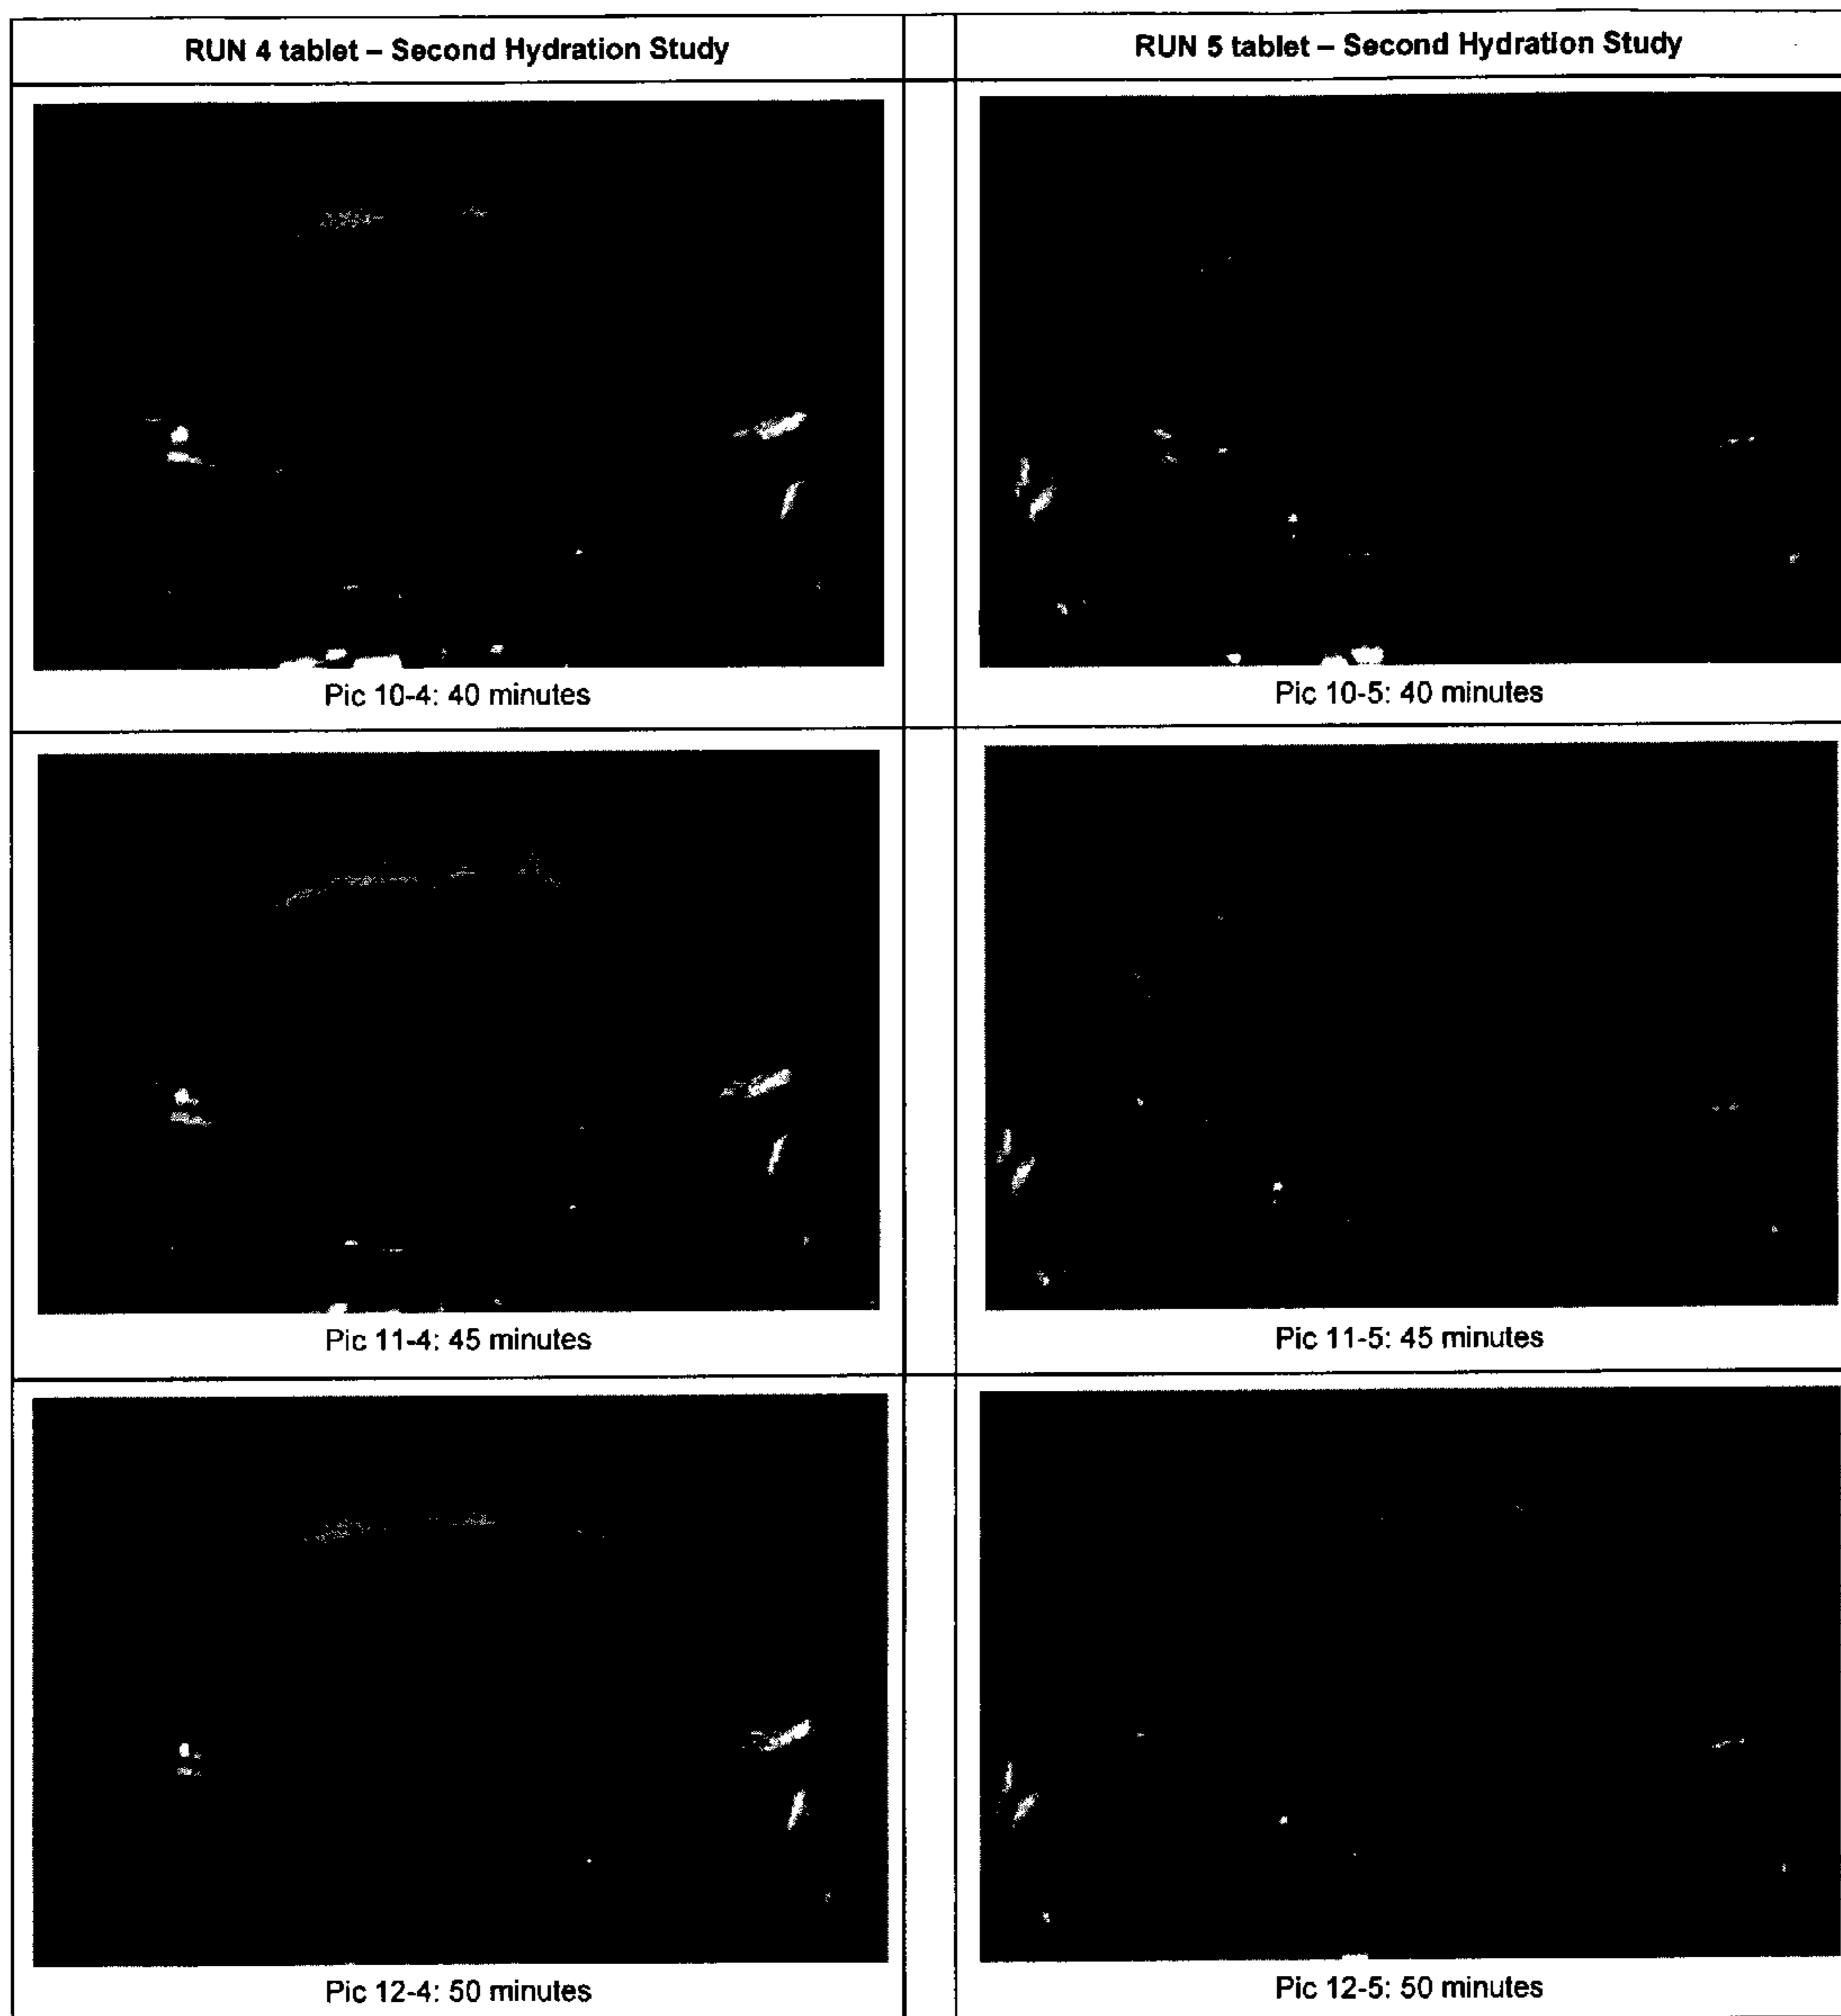 RUN 4 tablet – Second Hydration Study
RUN 5 tablet – Second Hydration Study
Pic 10-4: 40 minutes
Pic 10-5: 40 minutes
Pic 11-4: 45 minutes
Pic 11-5: 45 minutes
Pic 12-4: 50 minutes
Pic 12-5: 50 minutes